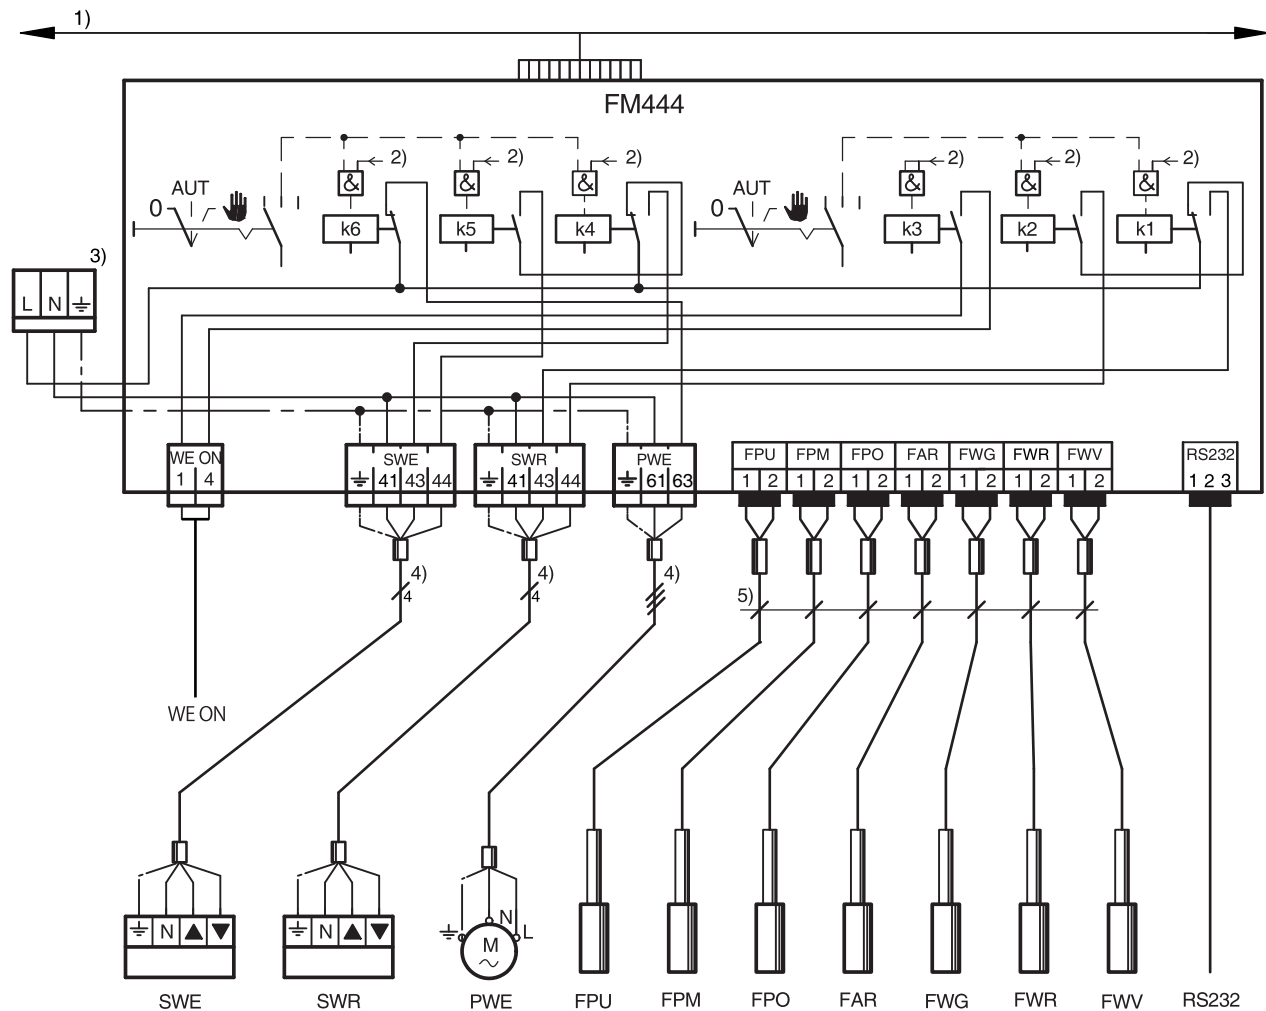 1)
FM444
2) 2) 2) 2) 2) 2)
& & & & & &
AUT AUT
0 k6 k5 k4 0 k3 k2 k1
3)
L N
WE ON SWE SWR PWE FPU FPM FPO FAR FWG FWR FWV RS232
1 4 41 43 44 41 43 44 61 63 1 2 1 2 1 2 1 2 1 2 1 2 1 2 1 2 3
4) 4) 4)
4 4 5)
WE ON
N N N L
M
SWE SWR PWE FPU FPM FPO FAR FWG FWR FWV RS232